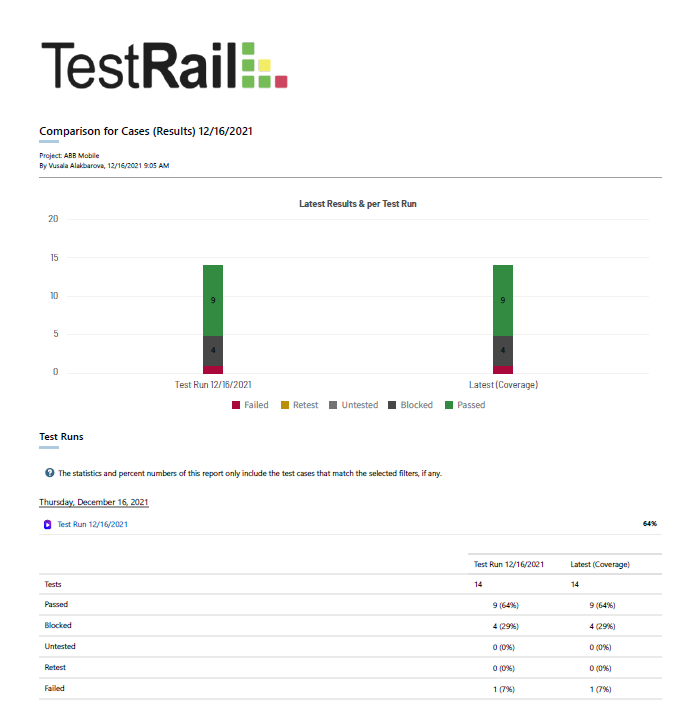 TestRail
Comparison for Cases (Results) 12/16/2021
Project: ABB Mobile
By Vusala Alakbarova, 12/16/2021 9:05 AM
Latest Results & per Test Run
20
15
10
5
0
9
4
9
4
Test Run 12/16/2021
Latest (Coverage)
Failed Retest Untested Blocked Passed
Test Runs
The statistics and percent numbers of this report only include the test cases that match the selected filters, if any.
Thursday, December 16, 2021
Test Run 12/16/2021 64%
Test Run 12/16/2021 Latest (Coverage)
Tests 14 14
Passed 9 (64%) 9 (64%)
Blocked 4 (29%) 4 (29%)
Untested 0 (0%) 0 (0%)
Retest 0 (0%) 0 (0%)
Failed 1 (7%) 1 (7%)